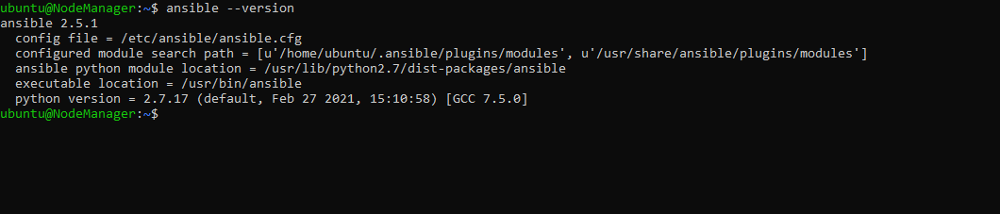 ubuntu@NodeManager:~$ ansible --version
ansible 2.5.1
  config file = /etc/ansible/ansible.cfg
  configured module search path = [u'/home/ubuntu/.ansible/plugins/modules', u'/usr/share/ansible/plugins/modules']
  ansible python module location = /usr/lib/python2.7/dist-packages/ansible
  executable location = /usr/bin/ansible
  python version = 2.7.17 (default, Feb 27 2021, 15:10:58) [GCC 7.5.0]
ubuntu@NodeManager:~$